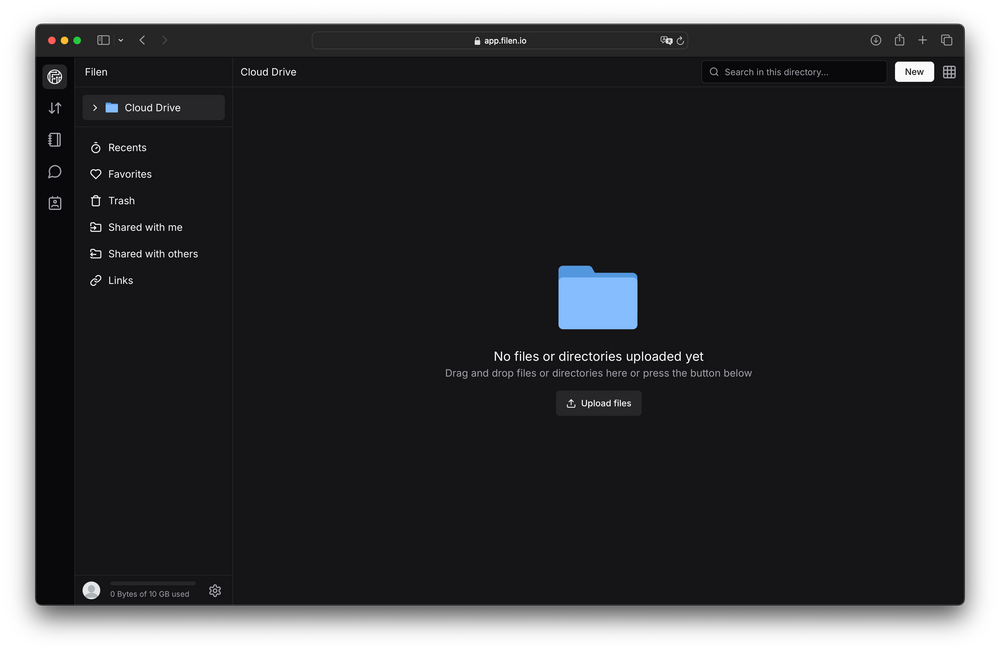 app.filen.io
Filen
Cloud Drive
Search in this directory...
New
Cloud Drive
Recents
Favorites
Trash
Shared with me
Shared with others
Links
No files or directories uploaded yet
Drag and drop files or directories here or press the button below
Upload files
0 Bytes of 10 GB used